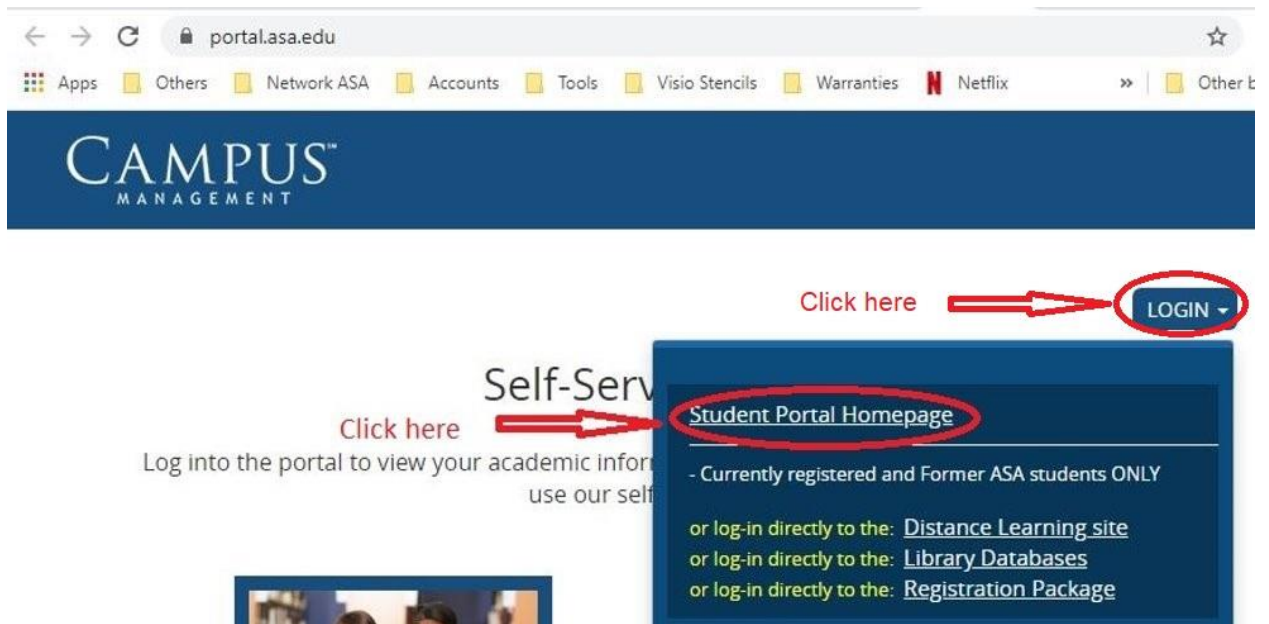 portal.asa.edu
Apps Others Network ASA Accounts Tools Visio Stencils Warranties Netflix » Other
CAMPUS™
MANAGEMENT
Click here LOGIN
Self-Serv
Student Portal Homepage
Click here
Log into the portal to view your academic infor
- Currently registered and Former ASA students ONLY
use our self
or log-in directly to the: Distance Learning site
or log-in directly to the: Library Databases
or log-in directly to the: Registration Package